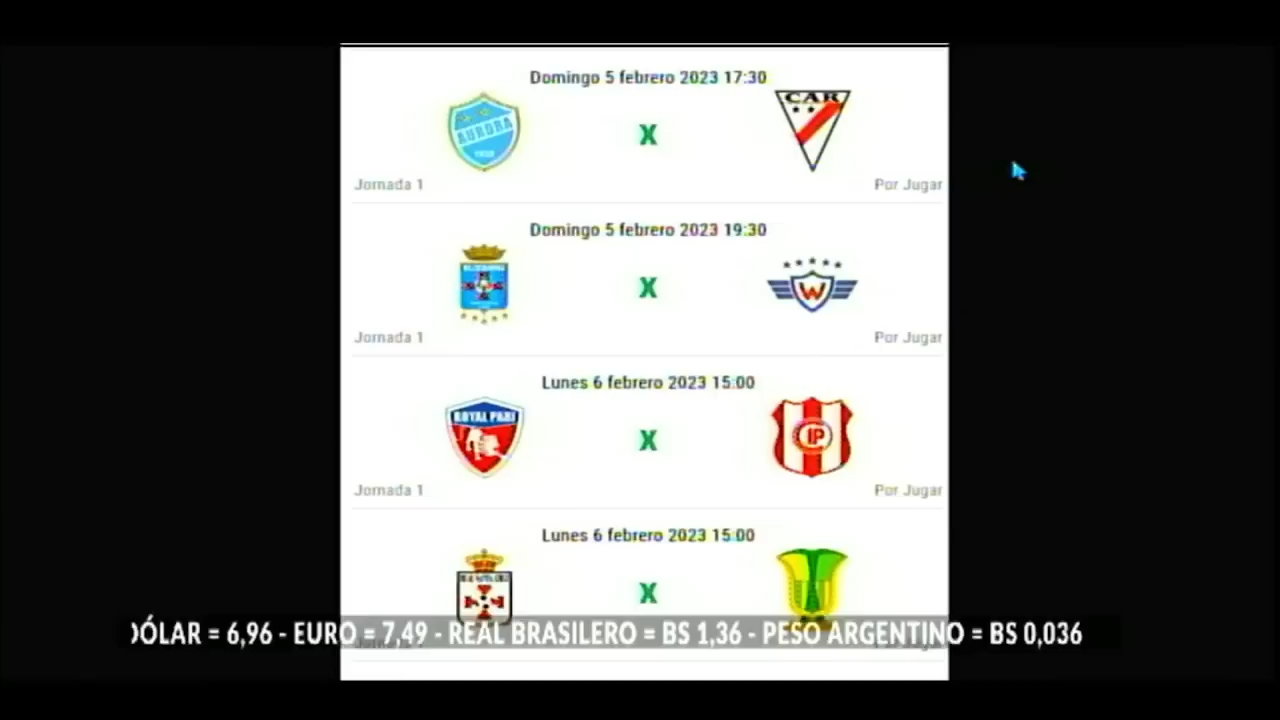 Domingo 5 febrero 2023 17:30
AURORA
CAR
X
Jornada 1
Por Jugar
Domingo 5 febrero 2023 19:30
X
W
Jornada 1
Por Jugar
Lunes 6 febrero 2023 15:00
ROYAL PARI
X
IP
Jornada 1
Por Jugar
Lunes 6 febrero 2023 15:00
X
ÓLAR = 6,96 - EURO = 7,49 - REAL BRASILERO = BS 1,36 - PESO ARGENTINO = BS 0,036